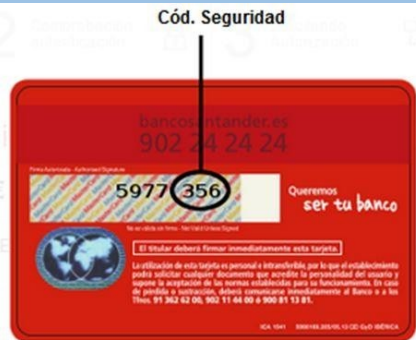 Cód. Seguridad
bancosantander.es
902 24 24 24
Firma Autorizada - Authorised Signature
5977 356
Queremos
ser tu banco
No es válida sin firma - Not Valid Unless Signed
El titular deberá firmar inmediatamente esta tarjeta.
La utilización de esta tarjeta es personal e intransferible, por lo que el establecimiento
podrá solicitar cualquier documento que acredite la personalidad del usuario y
supone la aceptación de las normas establecidas para su funcionamiento. En caso
de pérdida o sustracción, deberá comunicarse inmediatamente al Banco o a los
Tfnos. 91 362 62 00, 902 11 44 00 ó 900 81 13 81.
ICA 1041